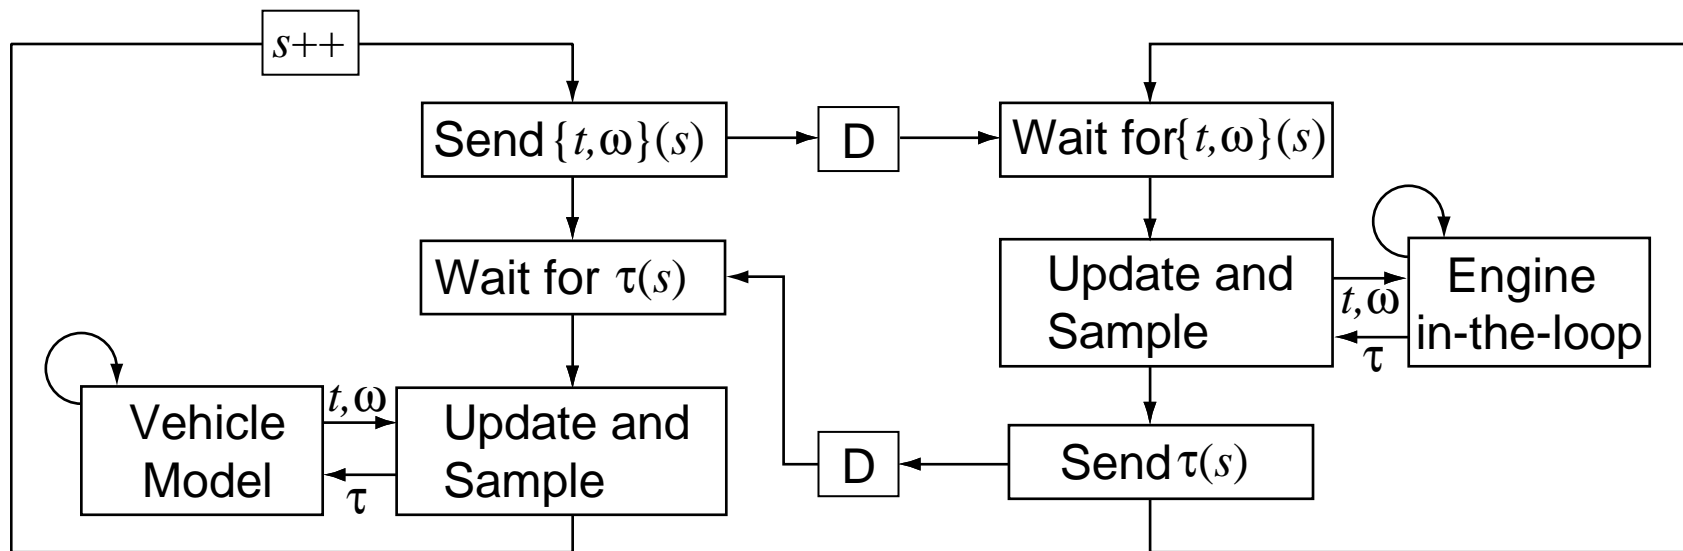 s++
Send {t,ω}(s)
D
Wait for{t,ω}(s)
Wait for τ(s)
Update and
Sample
t,ω
τ
Engine
in-the-loop
Vehicle
Model
t,ω
τ
Update and
Sample
D
Send τ(s)